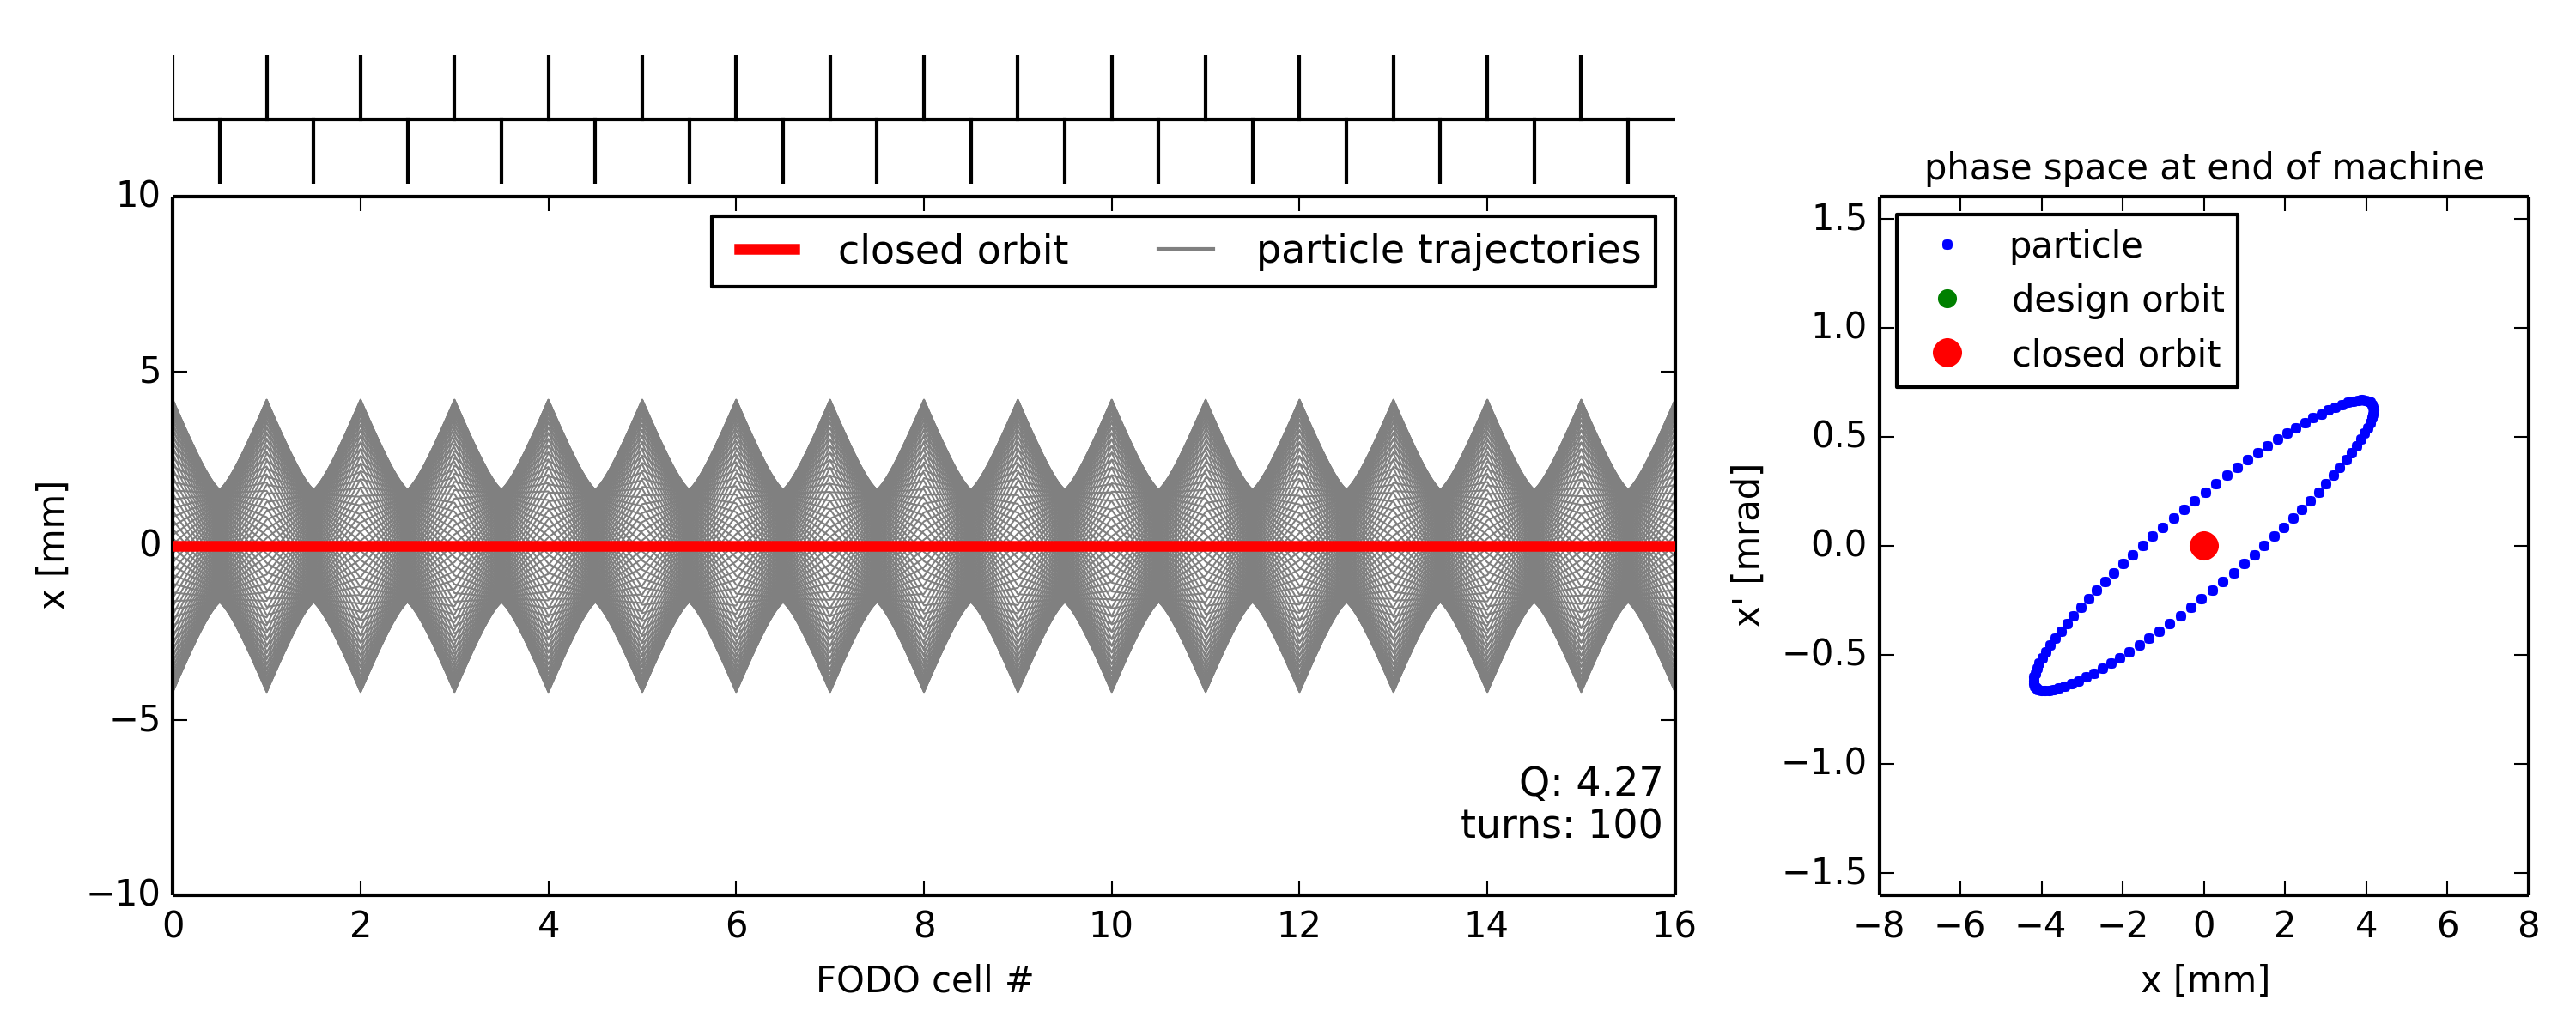 10
5
0
−5
−10
x [mm]
closed orbit
particle trajectories
Q: 4.27
turns: 100
0 2 4 6 8 10 12 14 16
FODO cell #
phase space at end of machine
1.5
1.0
0.5
0.0
−0.5
−1.0
−1.5
x' [mrad]
particle
design orbit
closed orbit
−8 −6 −4 −2 0 2 4 6 8
x [mm]